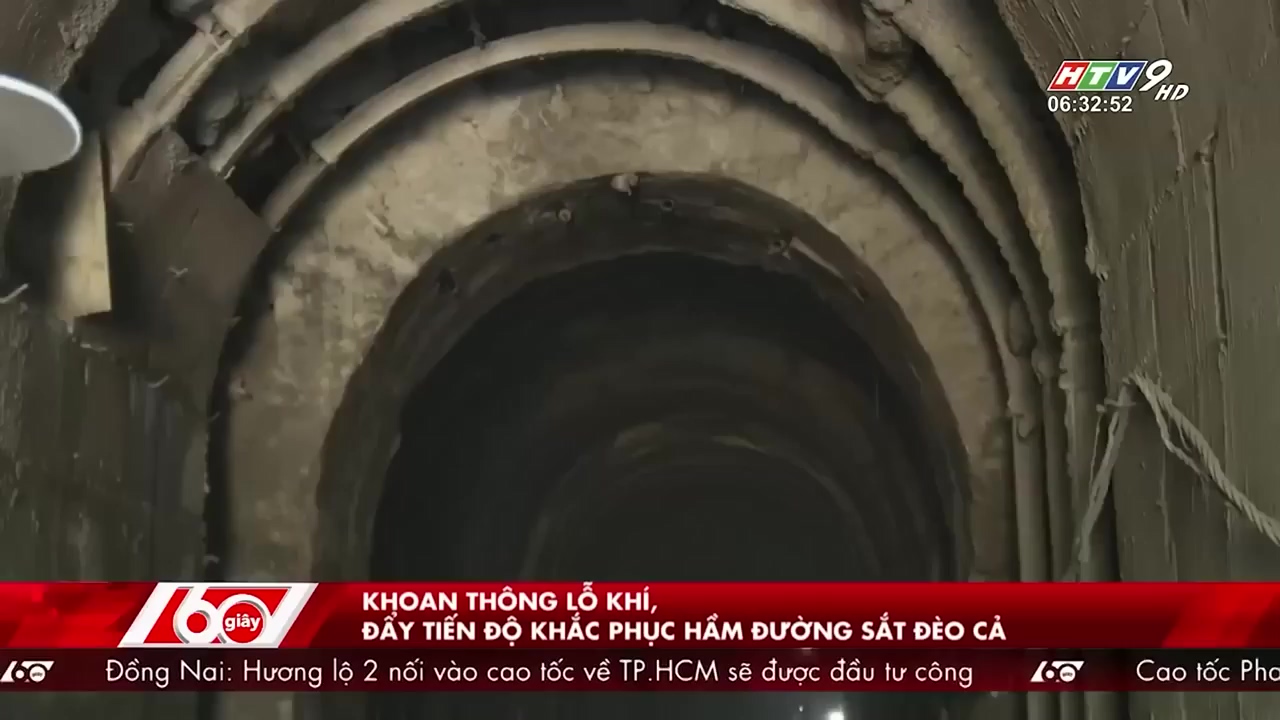 HTV9
HD
06:32:52
60 giây
KHOAN THÔNG LỖ KHÍ,
ĐẨY TIẾN ĐỘ KHẮC PHỤC HẦM ĐƯỜNG SẮT ĐÈO CẢ
60 Đồng Nai: Hương lộ 2 nối vào cao tốc về TP.HCM sẽ được đầu tư công 60 Cao tốc